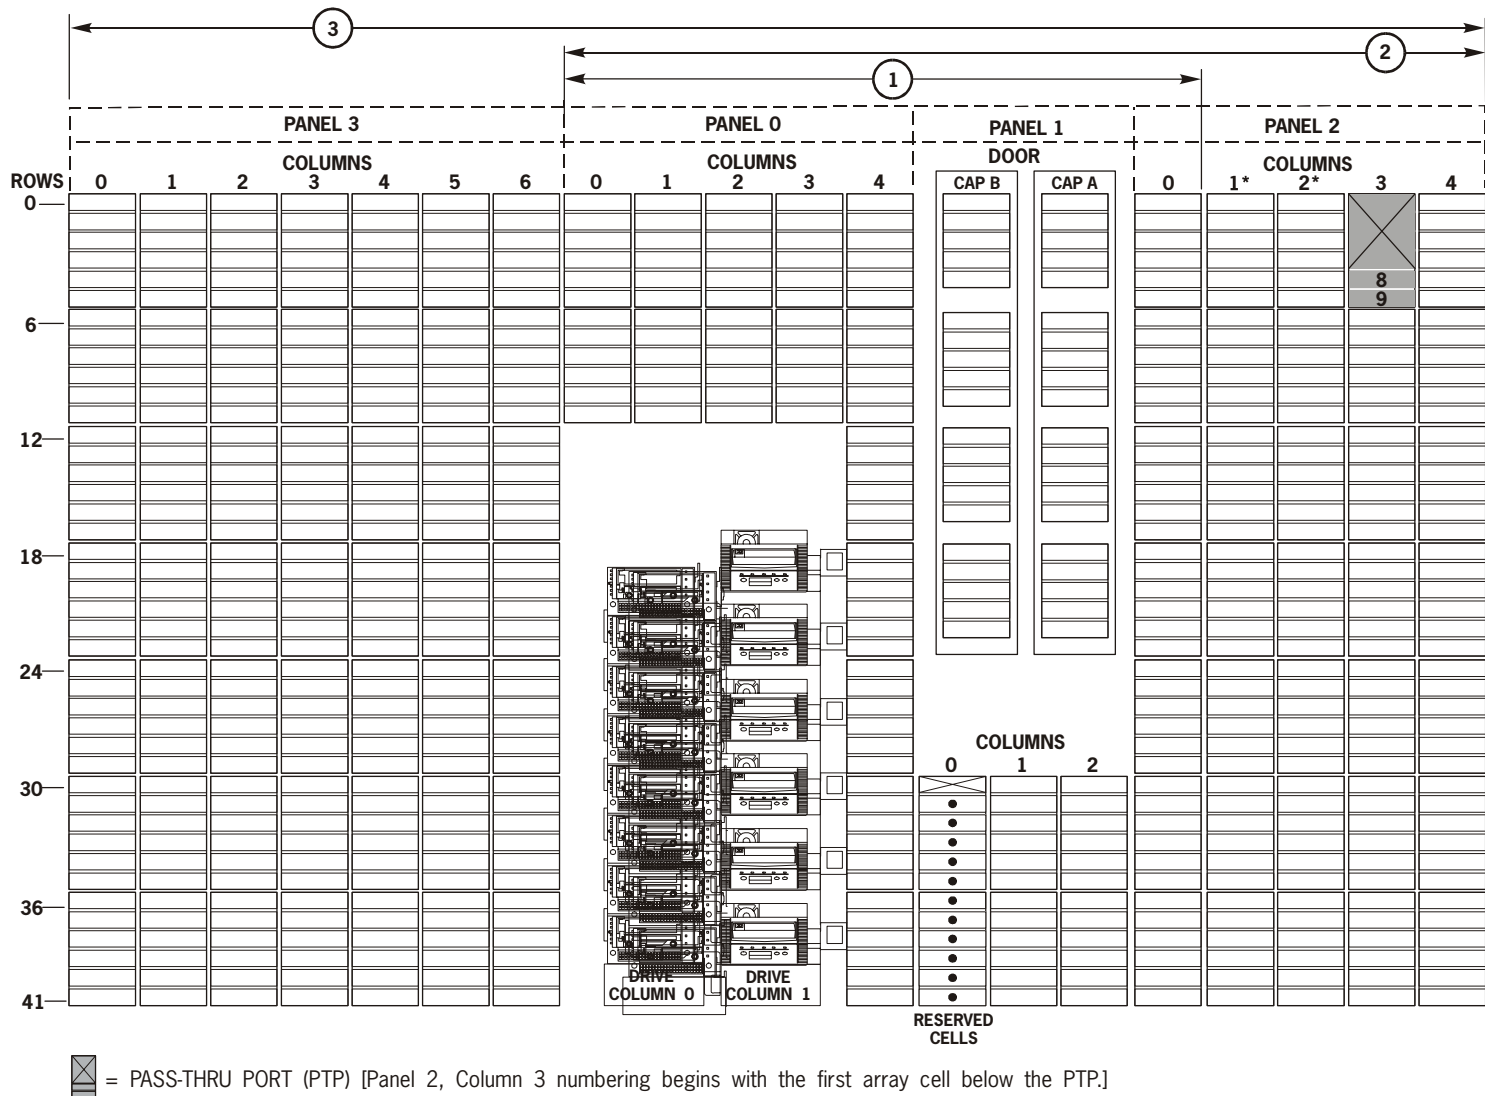 3
2
1
PANEL 3
PANEL 0
PANEL 1
PANEL 2
COLUMNS
COLUMNS
DOOR
COLUMNS
ROWS 0 1 2 3 4 5 6
0 1 2 3 4
CAP B CAP A
0 1* 2* 3 4
0
8
9
6
12
18
24
COLUMNS
0 1 2
30
36
41
DRIVE
COLUMN 0
DRIVE
COLUMN 1
RESERVED
CELLS
= PASS-THRU PORT (PTP) [Panel 2, Column 3 numbering begins with the first array cell below the PTP.]